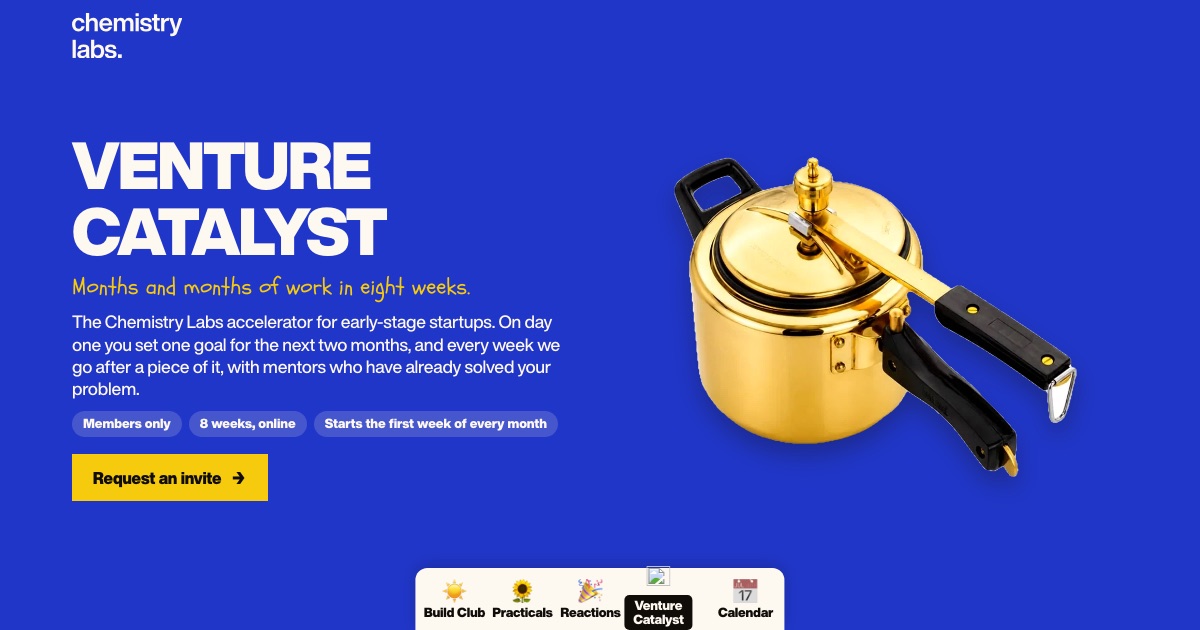 chemistry
labs.
VENTURE
CATALYST
Months and months of work in eight weeks.
The Chemistry Labs accelerator for early-stage startups. On day
one you set one goal for the next two months, and every week we
go after a piece of it, with mentors who have already solved your
problem.
Members only
8 weeks, online
Starts the first week of every month
Request an invite →
17
Build Club
Practicals
Reactions
Venture
Catalyst
Calendar